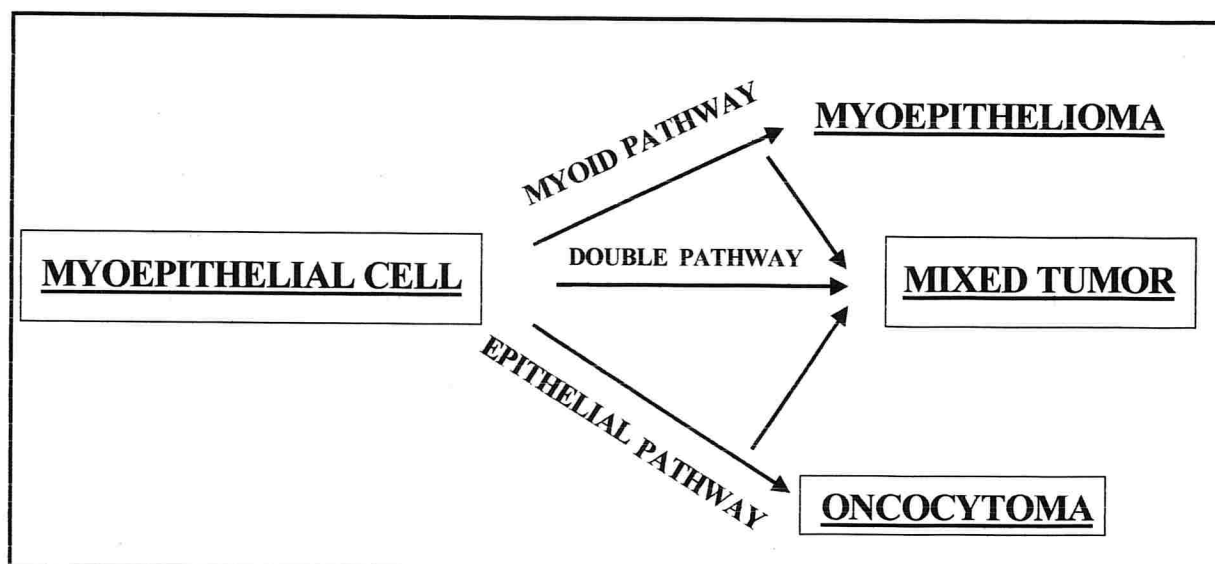 MYOID PATHWAY
MYOEPITHELIOMA
DOUBLE PATHWAY
MYOEPITHELIAL CELL
MIXED TUMOR
EPITHELIAL PATHWAY
ONCOCYTOMA